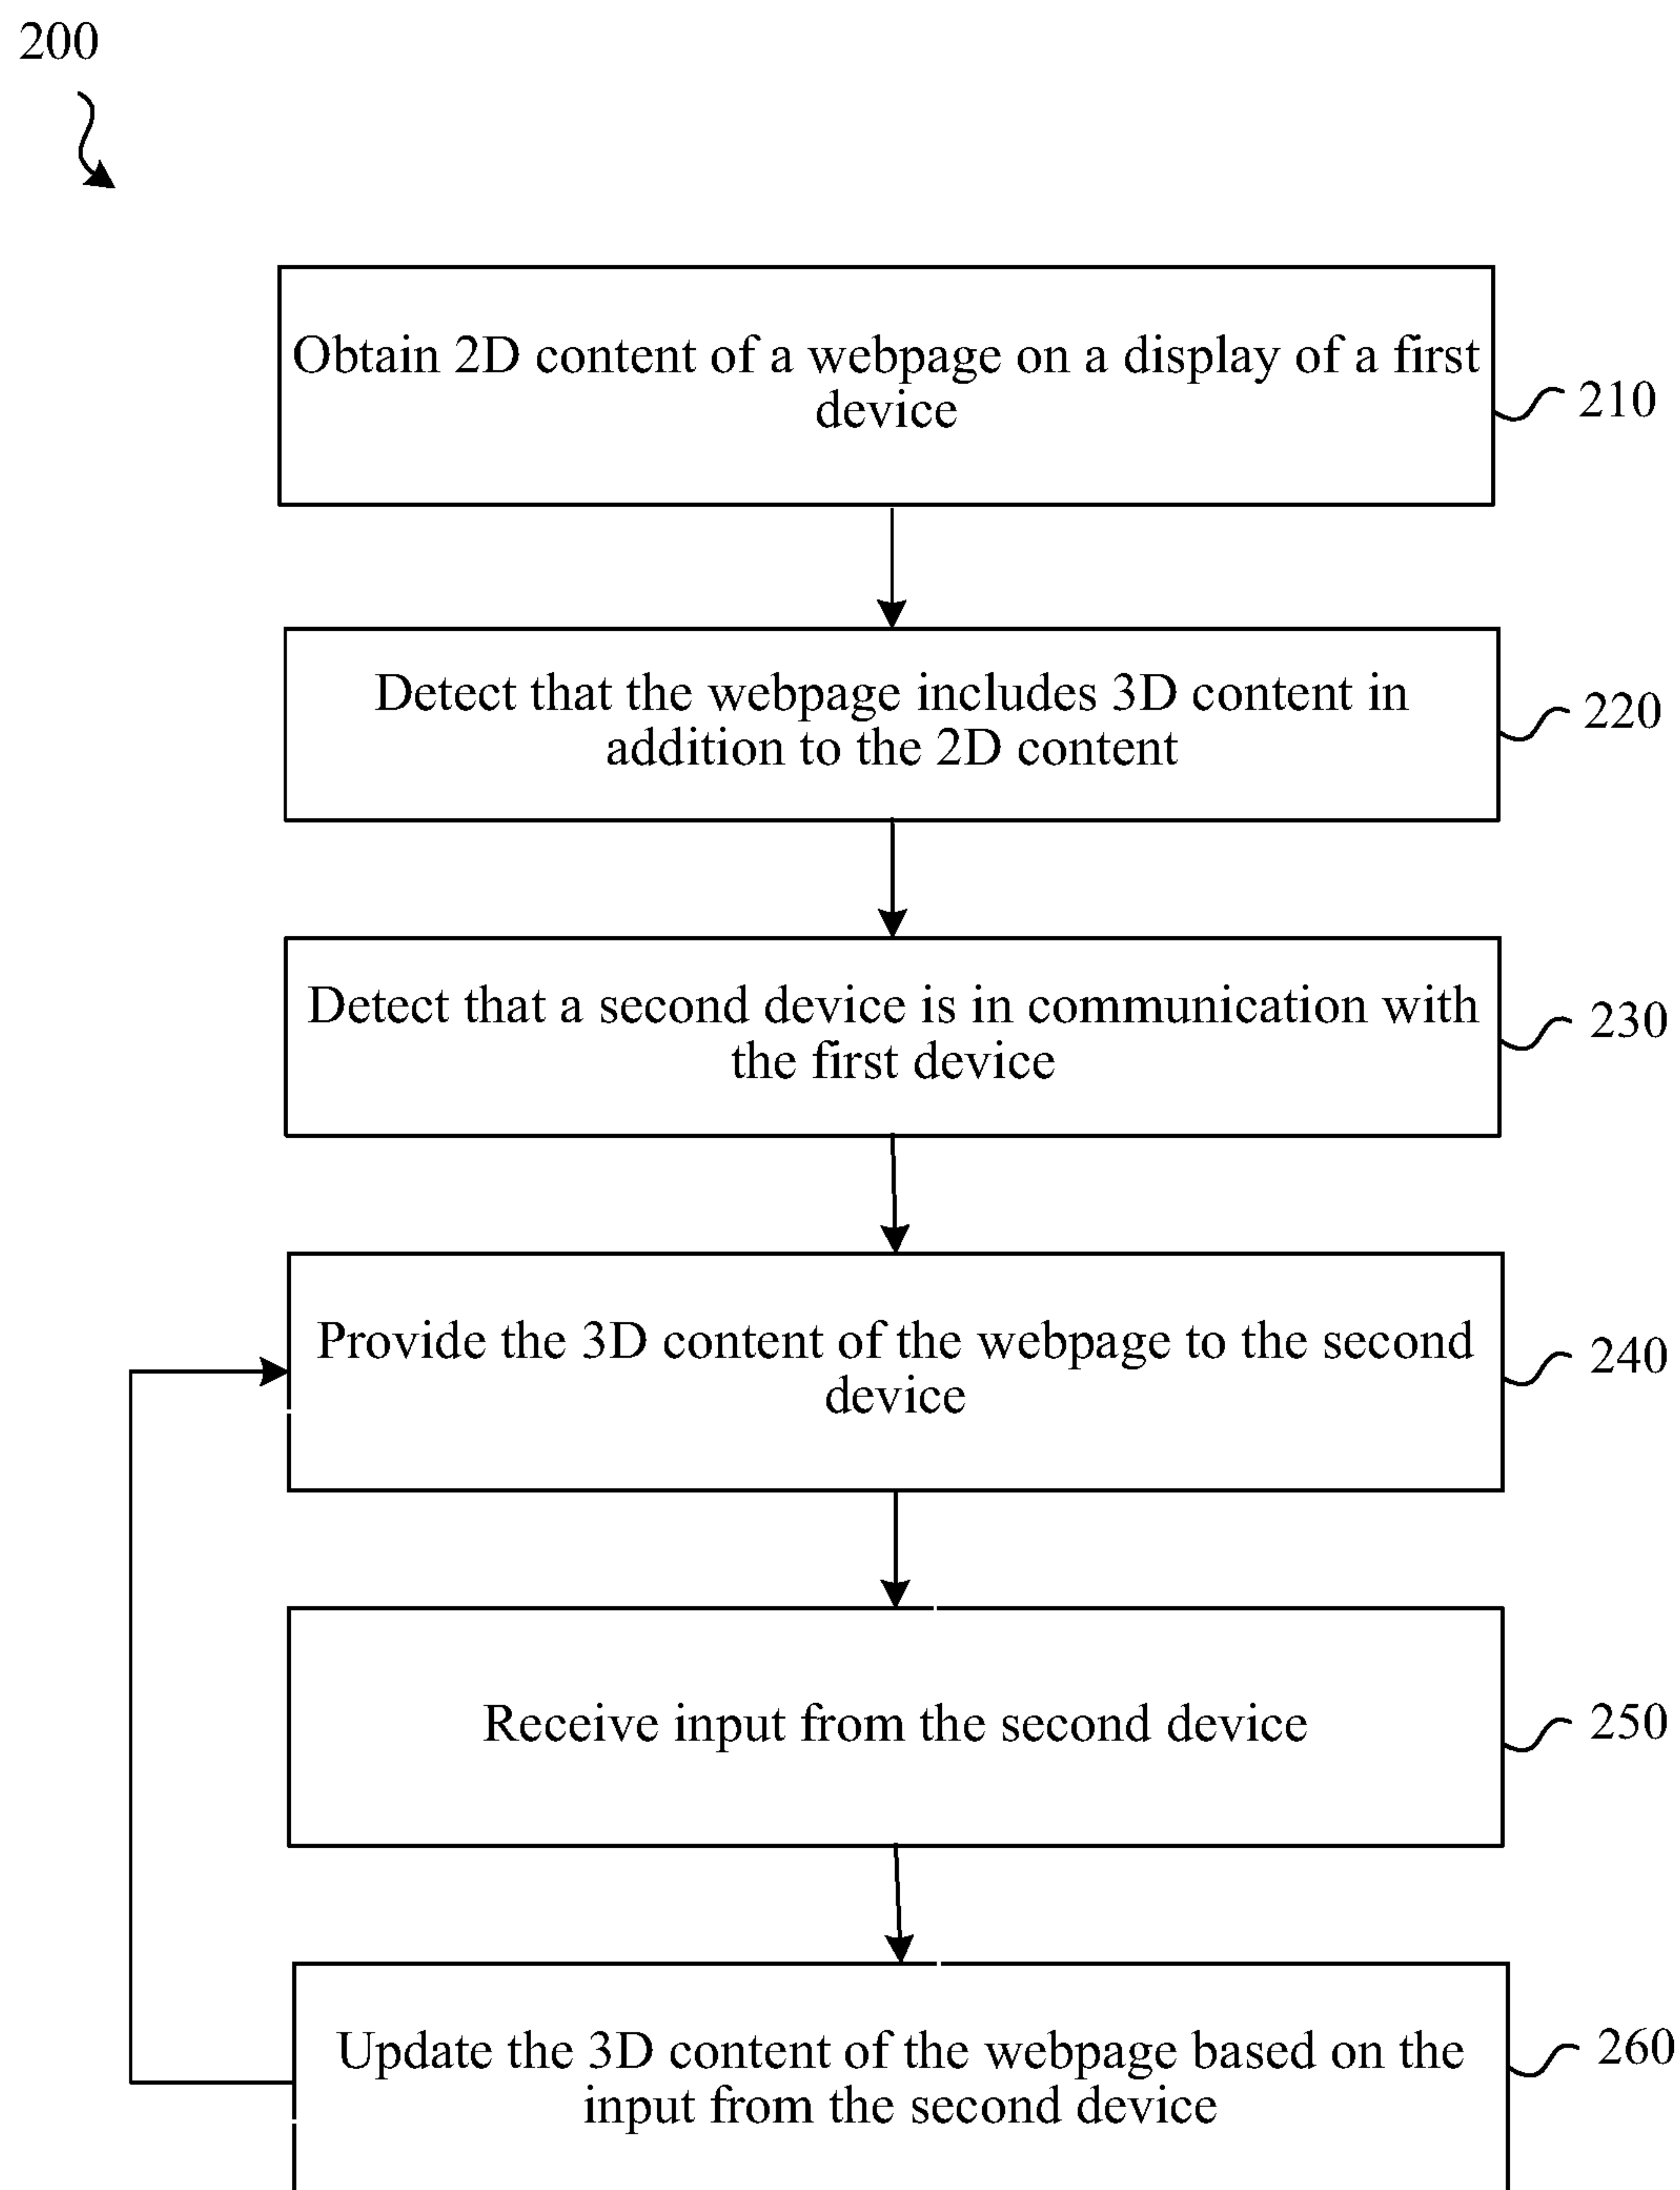 200
Obtain 2D content of a webpage on a display of a first
device
210
Detect that the webpage includes 3D content in
addition to the 2D content
220
Detect that a second device is in communication with
the first device
230
Provide the 3D content of the webpage to the second
device
240
Receive input from the second device
250
Update the 3D content of the webpage based on the
input from the second device
260